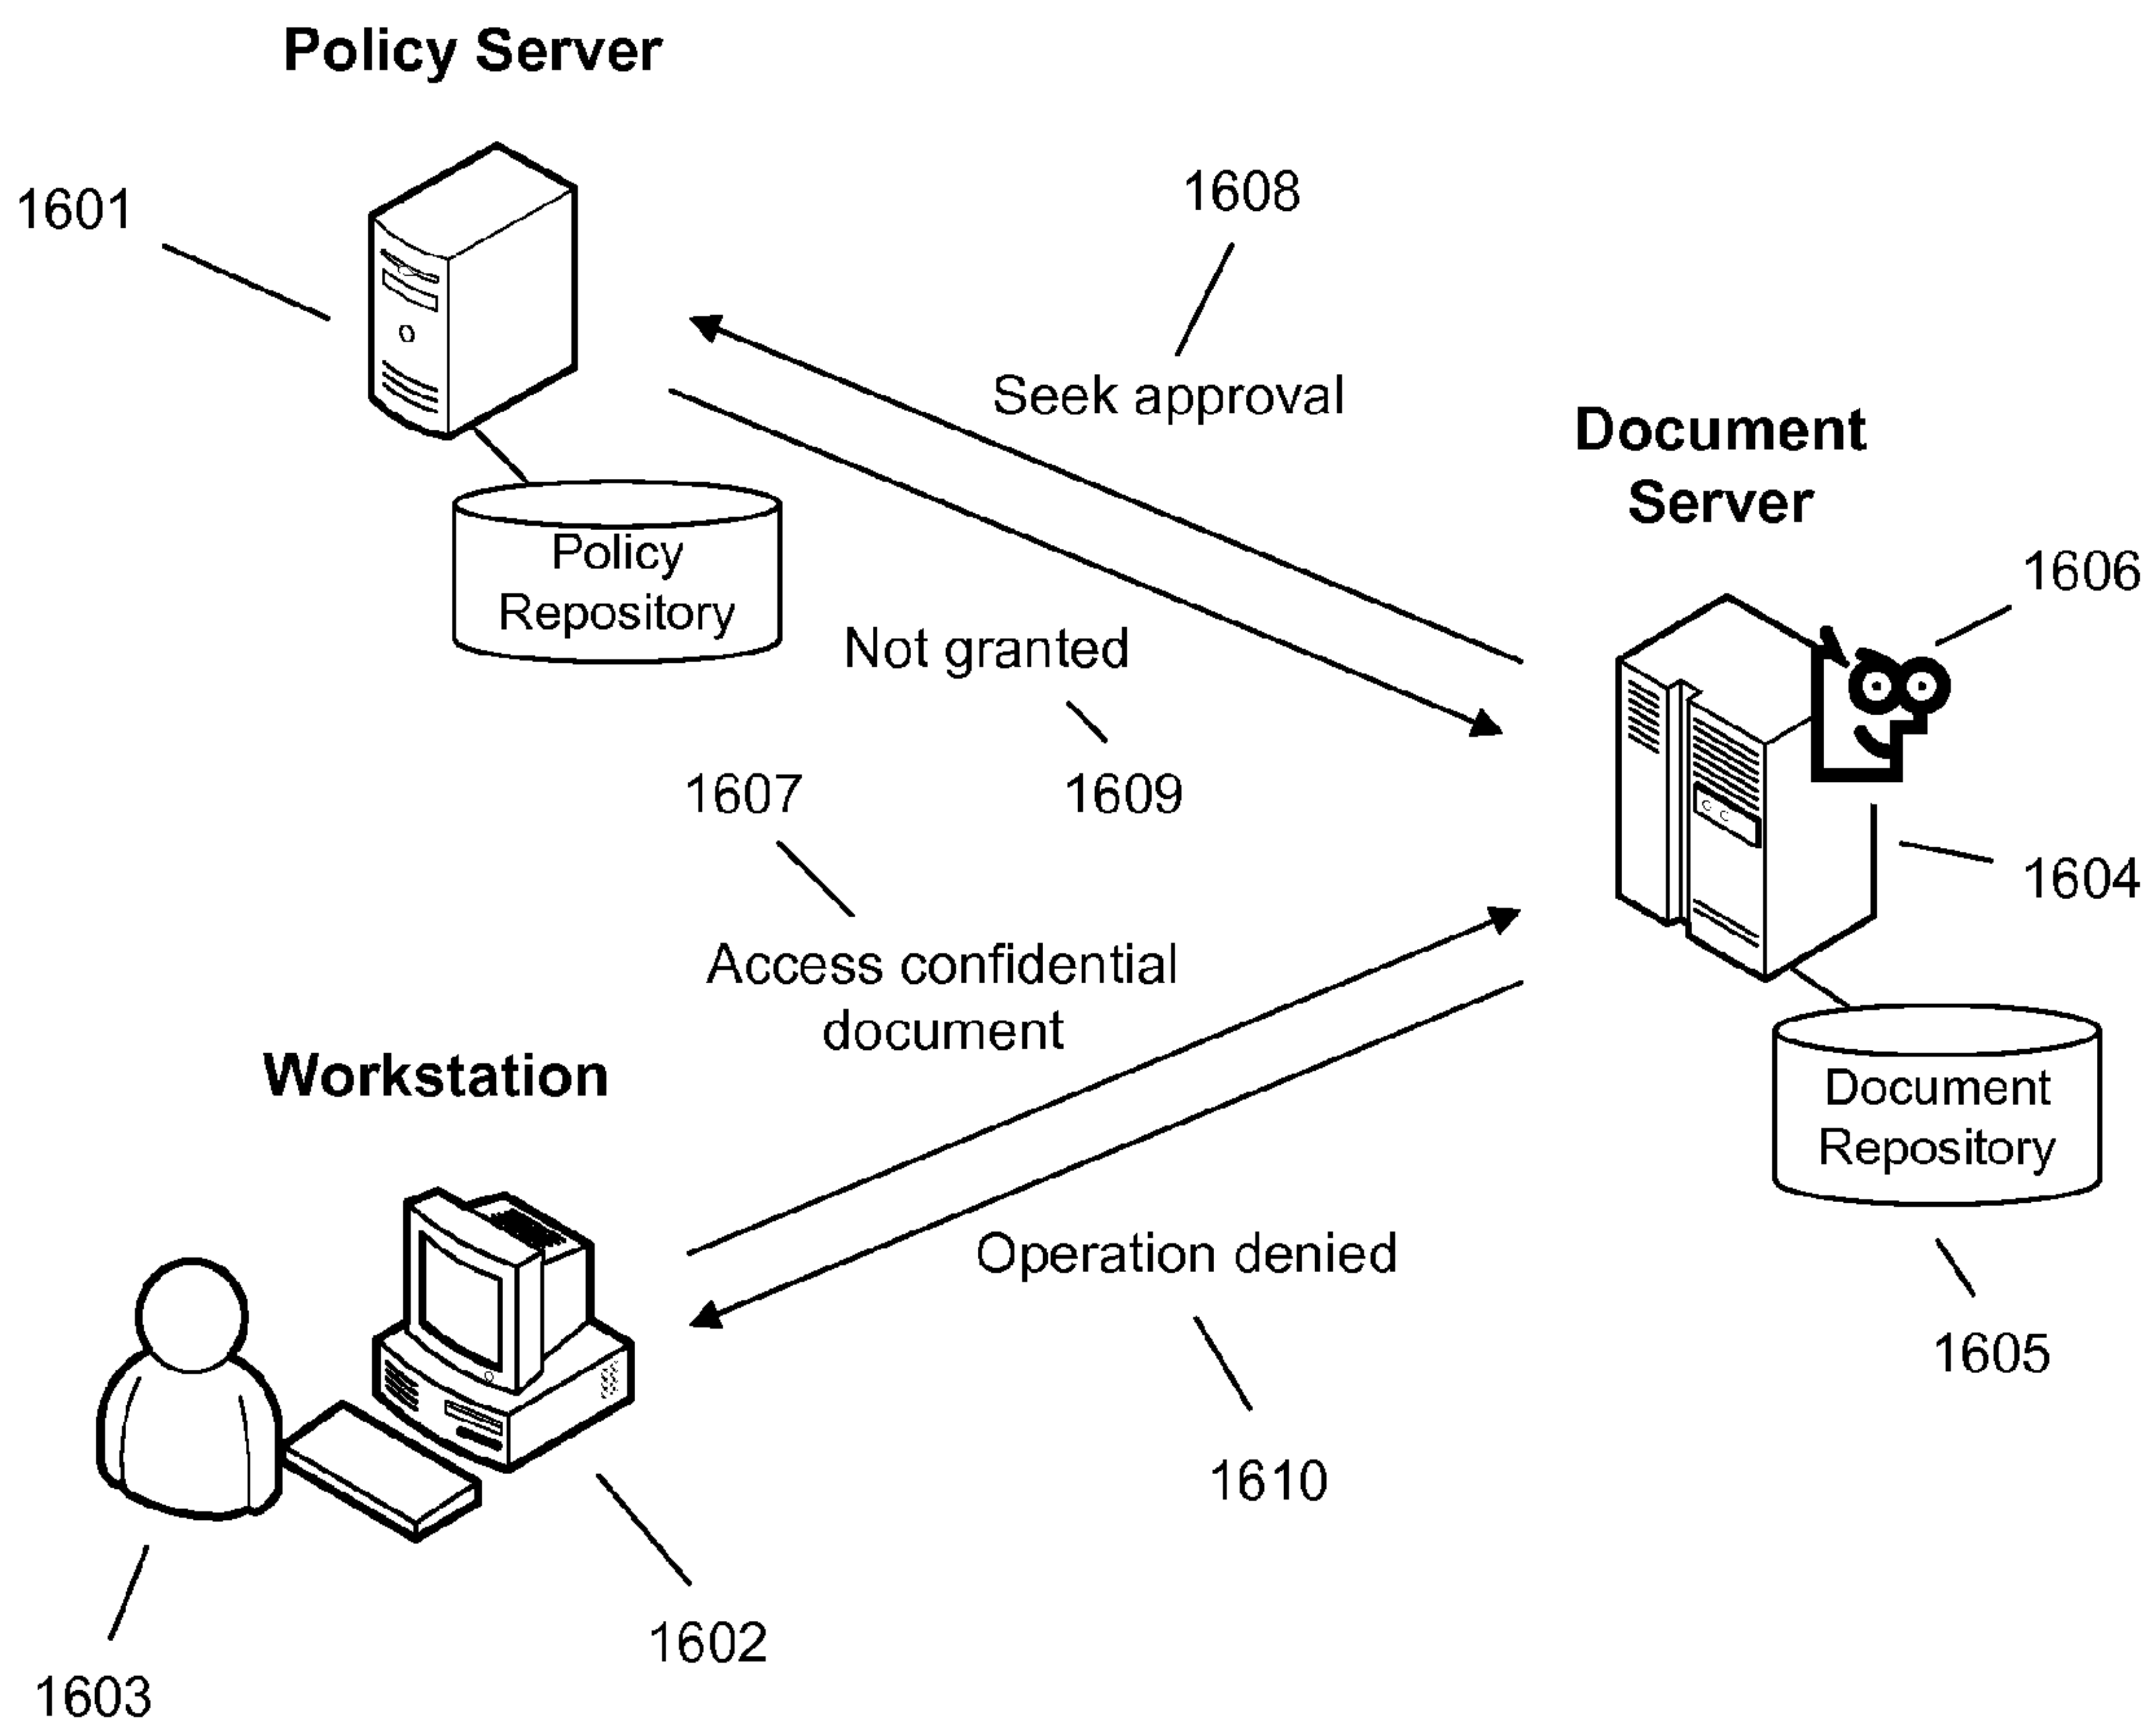 Policy Server
1601
1608
Seek approval
Document
Server
Policy
Repository
1606
Not granted
1607
1609
1604
Access confidential
document
Workstation
Document
Repository
Operation denied
1605
1610
1602
1603